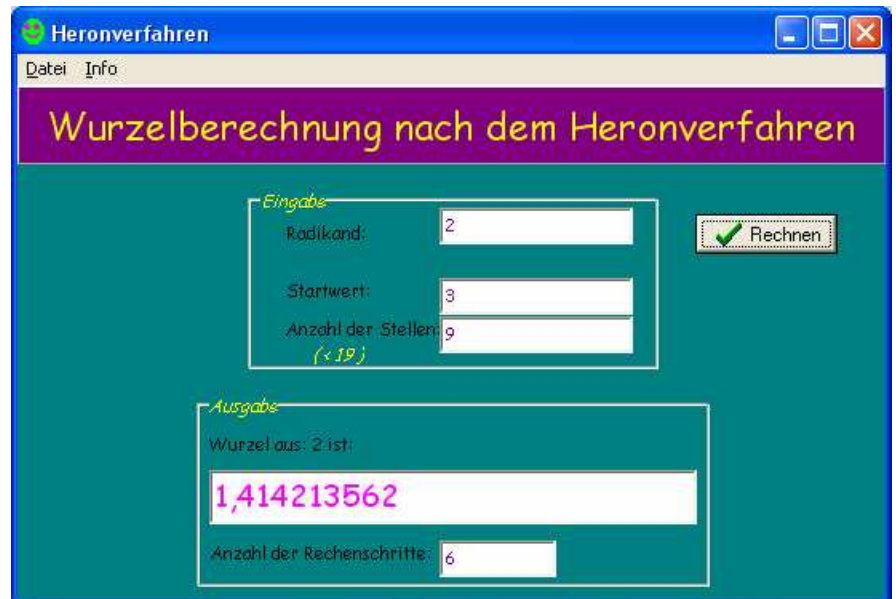 Heronverfahren
Datei Info
Wurzelberechnung nach dem Heronverfahren
Eingabe
Radikand: 2
Rechnen
Startwert: 3
Anzahl der Stellen: 9
(< 19 )
Ausgabe
Wurzel aus: 2 ist:
1,414213562
Anzahl der Rechenschritte: 6